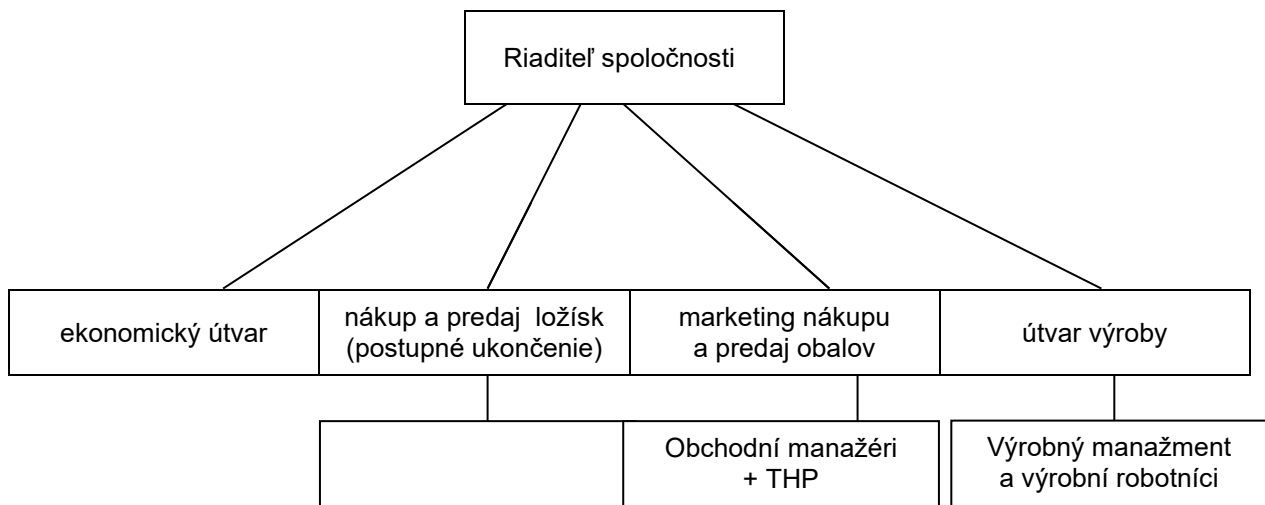 Riaditeľ spoločnosti
ekonomický útvar
nákup a predaj ložísk
(postupné ukončenie)
marketing nákupu
a predaj obalov
útvar výroby
Obchodní manažéri
+ THP
Výrobný manažment
a výrobní robotníci